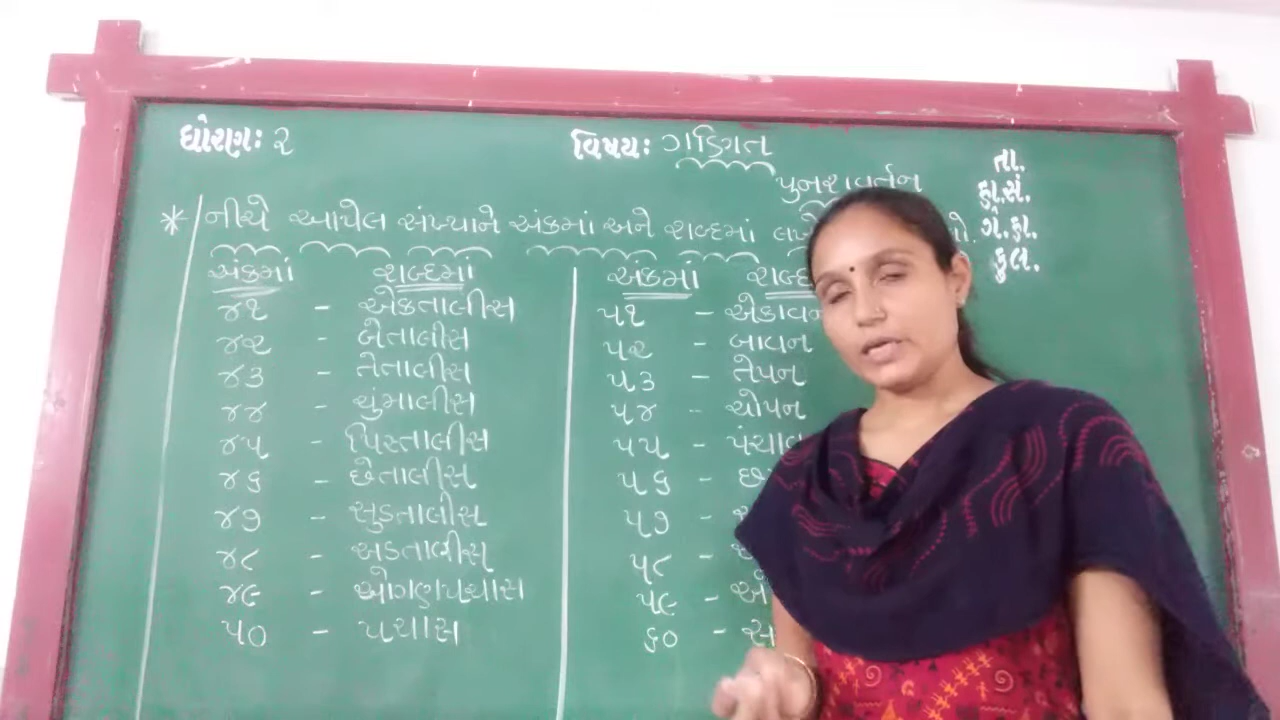 ધોરણઃ ૨
વિષયઃ ગણિત
તા.
પુનરાવર્તન
હા.સં.
* નીચે આપેલ સંખ્યાને અંકમાં અને શબ્દમાં
ગે.હા.
કુલ.
અંકમાં શબ્દમાં
૪૧ - એકતાલીસ
૪૨ - બેતાલીસ
૪૩ - તેતાલીસ
૪૪ - ચુંમાલીસ
૪૫ - પિસ્તાલીસ
૪૬ - છેતાલીસ
૪૭ - સુડતાલીસ
૪૮ - અડતાલીસ
૪૯ - ઓગણપચાસ
૫૦ - પચાસ
અંકમાં
૫૧ - એકાવન
૫૨ - બાવન
૫૩ - તેપન
૫૪ - ચોપન
૫૫ -
૫૬ -
૫૭ -
૫૮ -
૫૯ -
૬૦ -